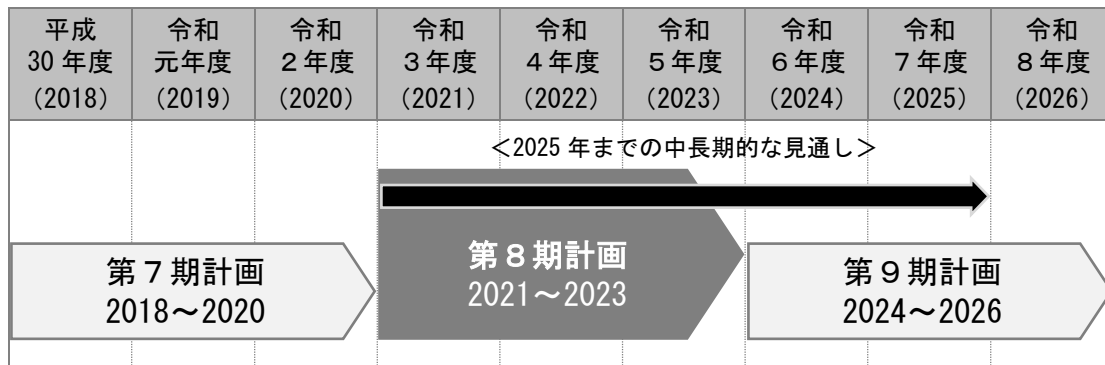 平成
30 年度
（2018）
令和
元年度
（2019）
令和
２年度
（2020）
令和
３年度
（2021）
令和
４年度
（2022）
令和
５年度
（2023）
令和
６年度
（2024）
令和
７年度
（2025）
令和
８年度
（2026）
＜2025 年までの中長期的な見通し＞
第７期計画
2018～2020
第８期計画
2021～2023
第９期計画
2024～2026